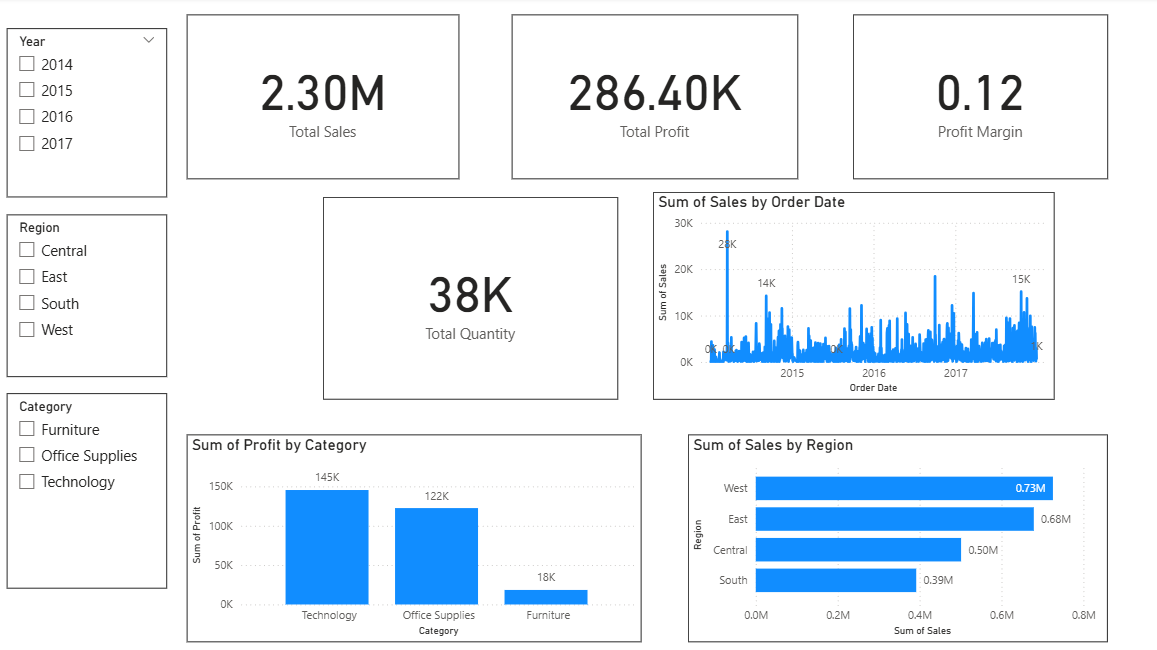 Year
2014
2015
2016
2017
Region
Central
East
South
West
Category
Furniture
Office Supplies
Technology
2.30M
Total Sales
286.40K
Total Profit
0.12
Profit Margin
38K
Total Quantity
Sum of Sales by Order Date
Sum of Sales
30K
20K
10K
0K
28K
14K
15K
0K
0K
0K
1K
2015
2016
2017
Order Date
Sum of Profit by Category
Sum of Profit
150K
100K
50K
0K
145K
122K
18K
Technology
Office Supplies
Furniture
Category
Sum of Sales by Region
Region
West
0.73M
East
0.68M
Central
0.50M
South
0.39M
0.0M
0.2M
0.4M
0.6M
0.8M
Sum of Sales